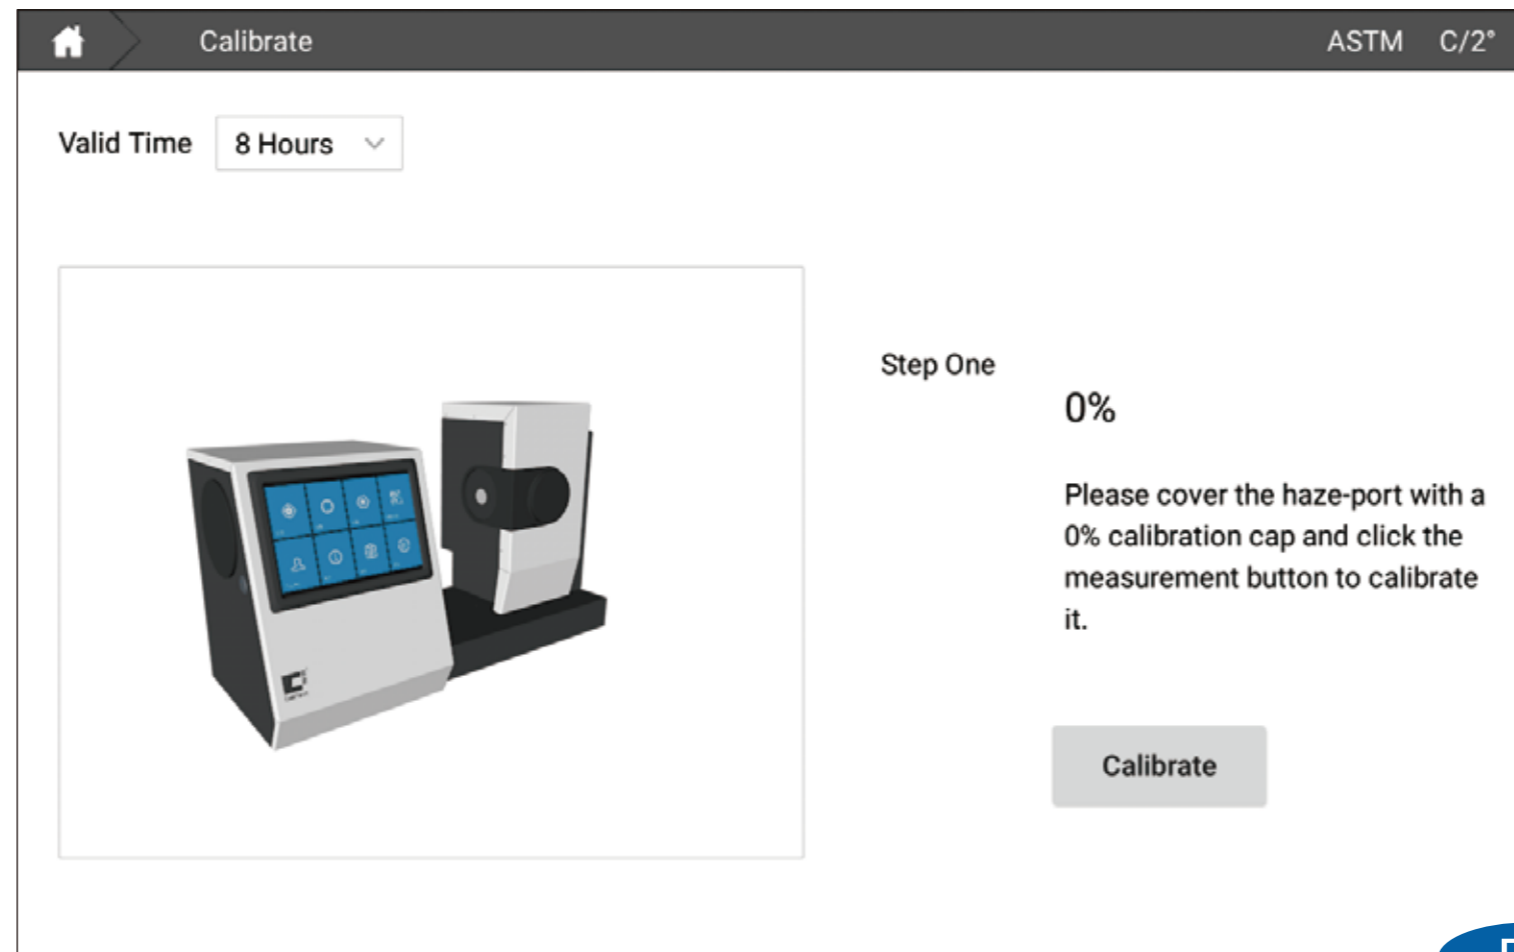 Calibrate
ASTM C/2°
Valid Time
8 Hours
Step One
0%
Please cover the haze-port with a
0% calibration cap and click the
measurement button to calibrate
it.
Calibrate